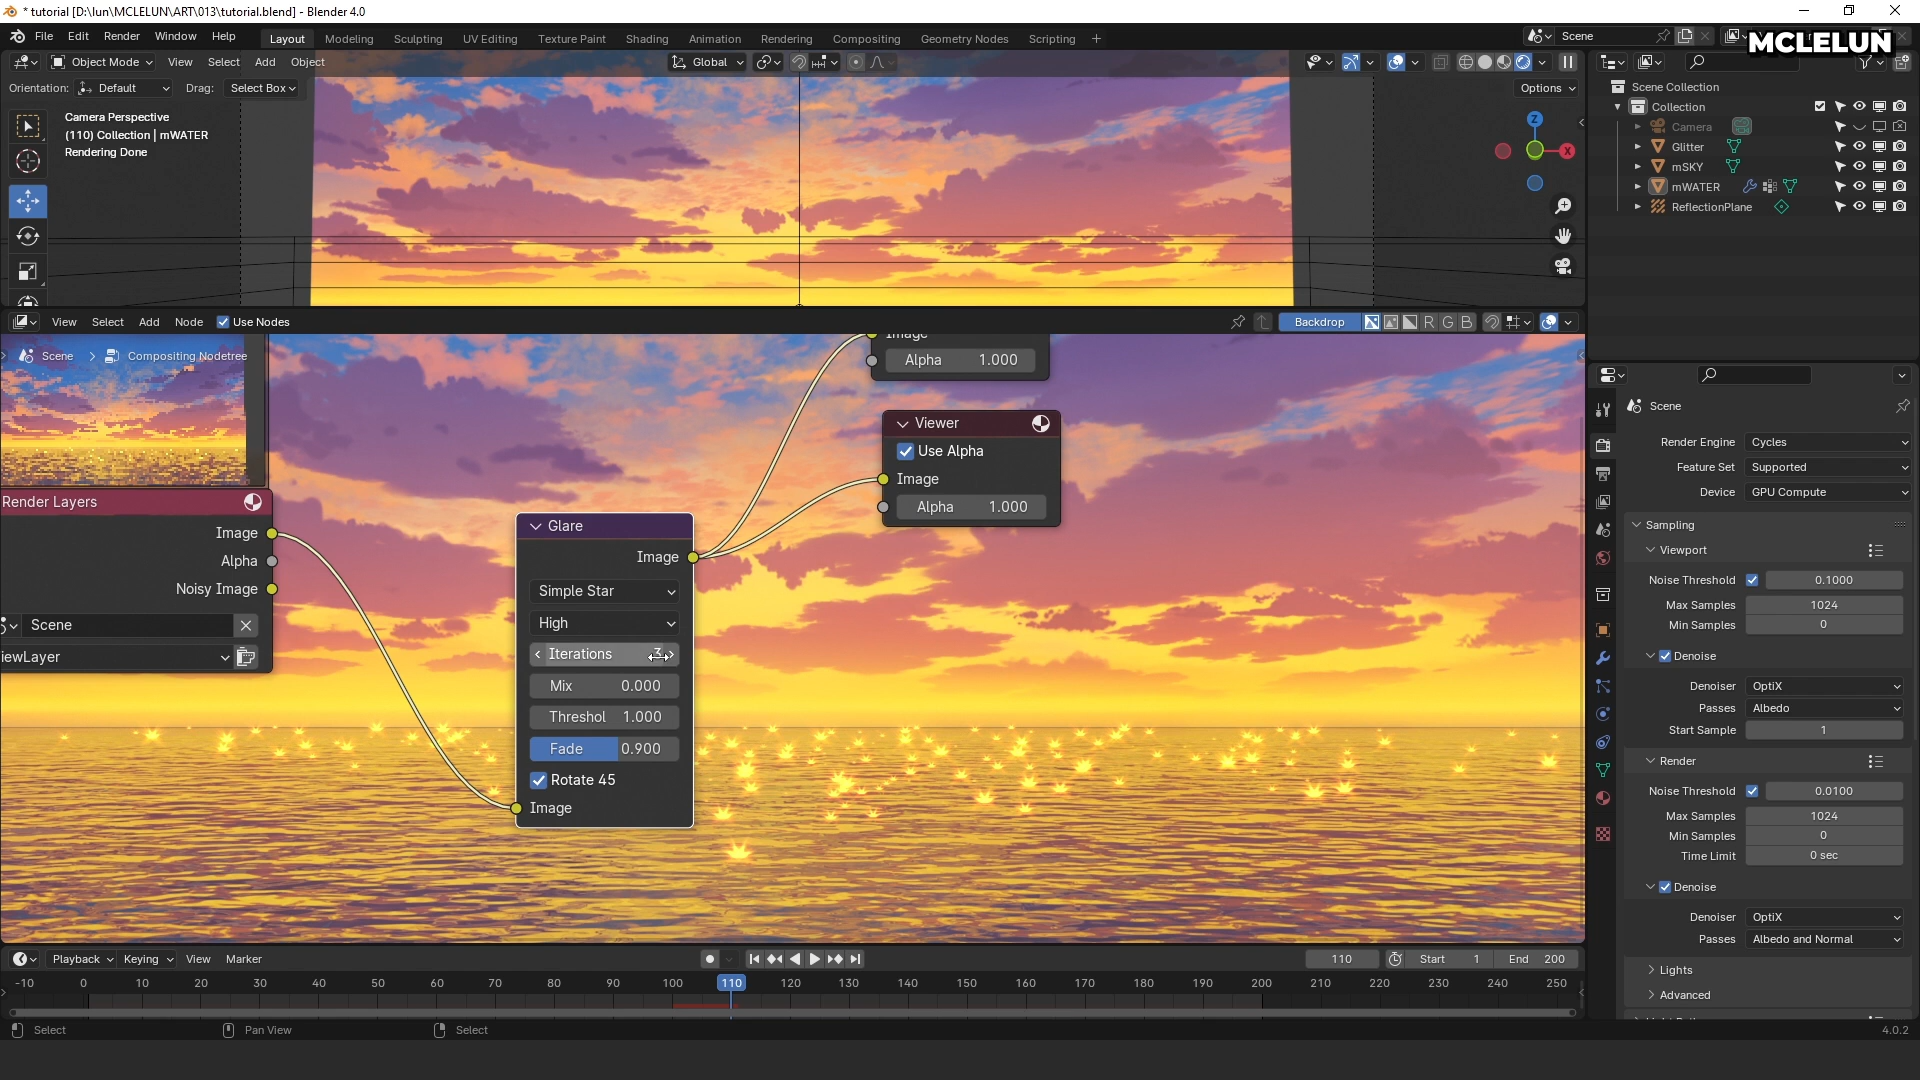 * tutorial [D:\lun\MCLELUN\ART\013\tutorial.blend] - Blender 4.0
File Edit Render Window Help
Layout Modeling Sculpting UV Editing Texture Paint Shading Animation Rendering Compositing Geometry Nodes Scripting +
Scene
MCLELUN
Object Mode View Select Add Object
Global
Orientation: Default Drag: Select Box
Options
Camera Perspective
(110) Collection | mWATER
Rendering Done
Z
X
Scene Collection
Collection
Camera
Glitter
mSKY
mWATER
ReflectionPlane
View Select Add Node Use Nodes
Backdrop R G B
Scene > Compositing Nodetree
Image
Alpha 1.000
Viewer
Use Alpha
Image
Alpha 1.000
Render Layers
Image
Alpha
Noisy Image
Scene
iewLayer
Glare
Image
Simple Star
High
Iterations 3
Mix 0.000
Threshol 1.000
Fade 0.900
Rotate 45
Image
Scene
Render Engine Cycles
Feature Set Supported
Device GPU Compute
Sampling
Viewport
Noise Threshold 0.1000
Max Samples 1024
Min Samples 0
Denoise
Denoiser OptiX
Passes Albedo
Start Sample 1
Render
Noise Threshold 0.0100
Max Samples 1024
Min Samples 0
Time Limit 0 sec
Denoise
Denoiser OptiX
Passes Albedo and Normal
Lights
Advanced
Playback Keying View Marker
110 Start 1 End 200
-10 0 10 20 30 40 50 60 70 80 90 100 110 120 130 140 150 160 170 180 190 200 210 220 230 240 250
Select Pan View Select
4.0.2